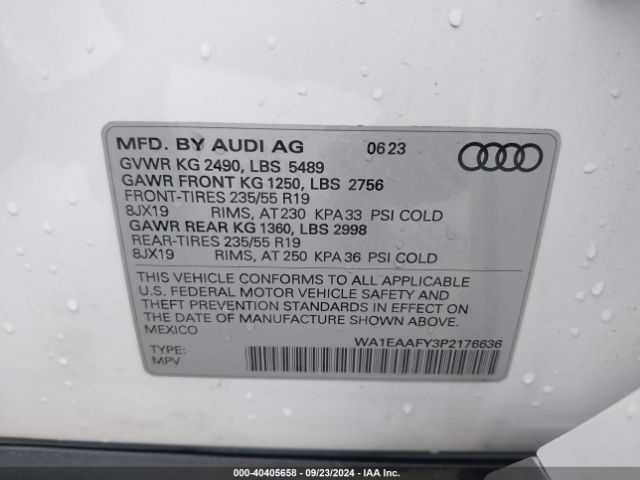 MFD. BY AUDI AG 06 23
GVWR KG 2490, LBS 5489
GAWR FRONT KG 1250, LBS 2756
FRONT-TIRES 235/55 R19
8JX19 RIMS, AT 230 KPA 33 PSI COLD
GAWR REAR KG 1360, LBS 2998
REAR-TIRES 235/55 R19
8JX19 RIMS, AT 250 KPA 36 PSI COLD
THIS VEHICLE CONFORMS TO ALL APPLICABLE
U.S. FEDERAL MOTOR VEHICLE SAFETY AND
THEFT PREVENTION STANDARDS IN EFFECT ON
THE DATE OF MANUFACTURE SHOWN ABOVE.
MEXICO
WA1EAAFY3P2176636
TYPE:
MPV
000-40405658 - 09/23/2024 - IAA Inc.